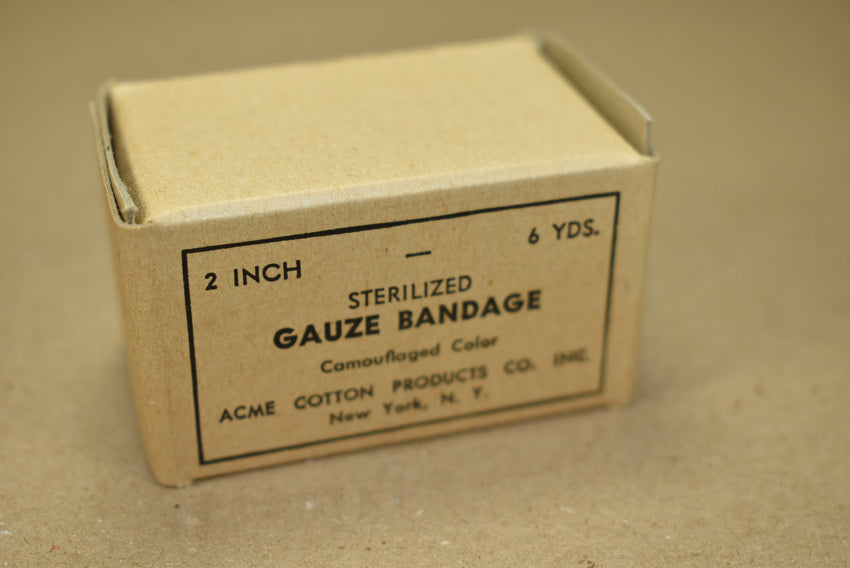 2 INCH — 6 YDS.
STERILIZED
GAUZE BANDAGE
Camouflaged Color
ACME COTTON PRODUCTS CO. INC.
New York, N. Y.